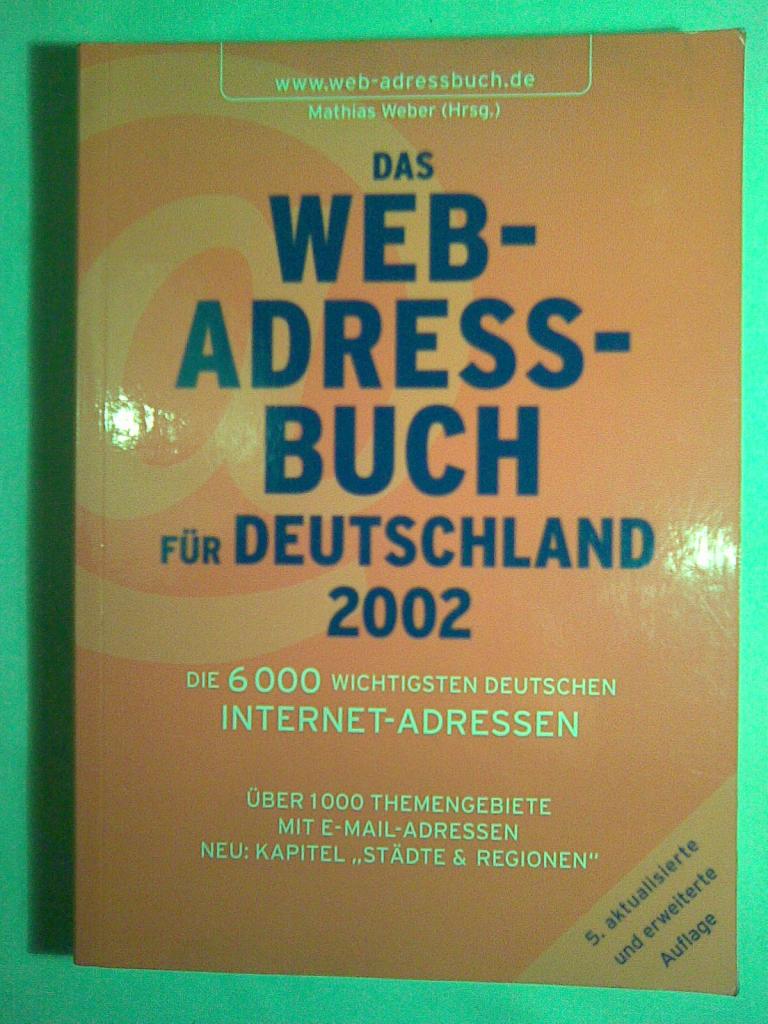 www.web-adressbuch.de
Mathias Weber (Hrsg.)
DAS
WEB-
ADRESS-
BUCH
FÜR DEUTSCHLAND
2002
DIE 6000 WICHTIGSTEN DEUTSCHEN
INTERNET-ADRESSEN
ÜBER 1000 THEMENGEBIETE
MIT E-MAIL-ADRESSEN
NEU: KAPITEL „STÄDTE & REGIONEN“
5. aktualisierte
und erweiterte
Auflage